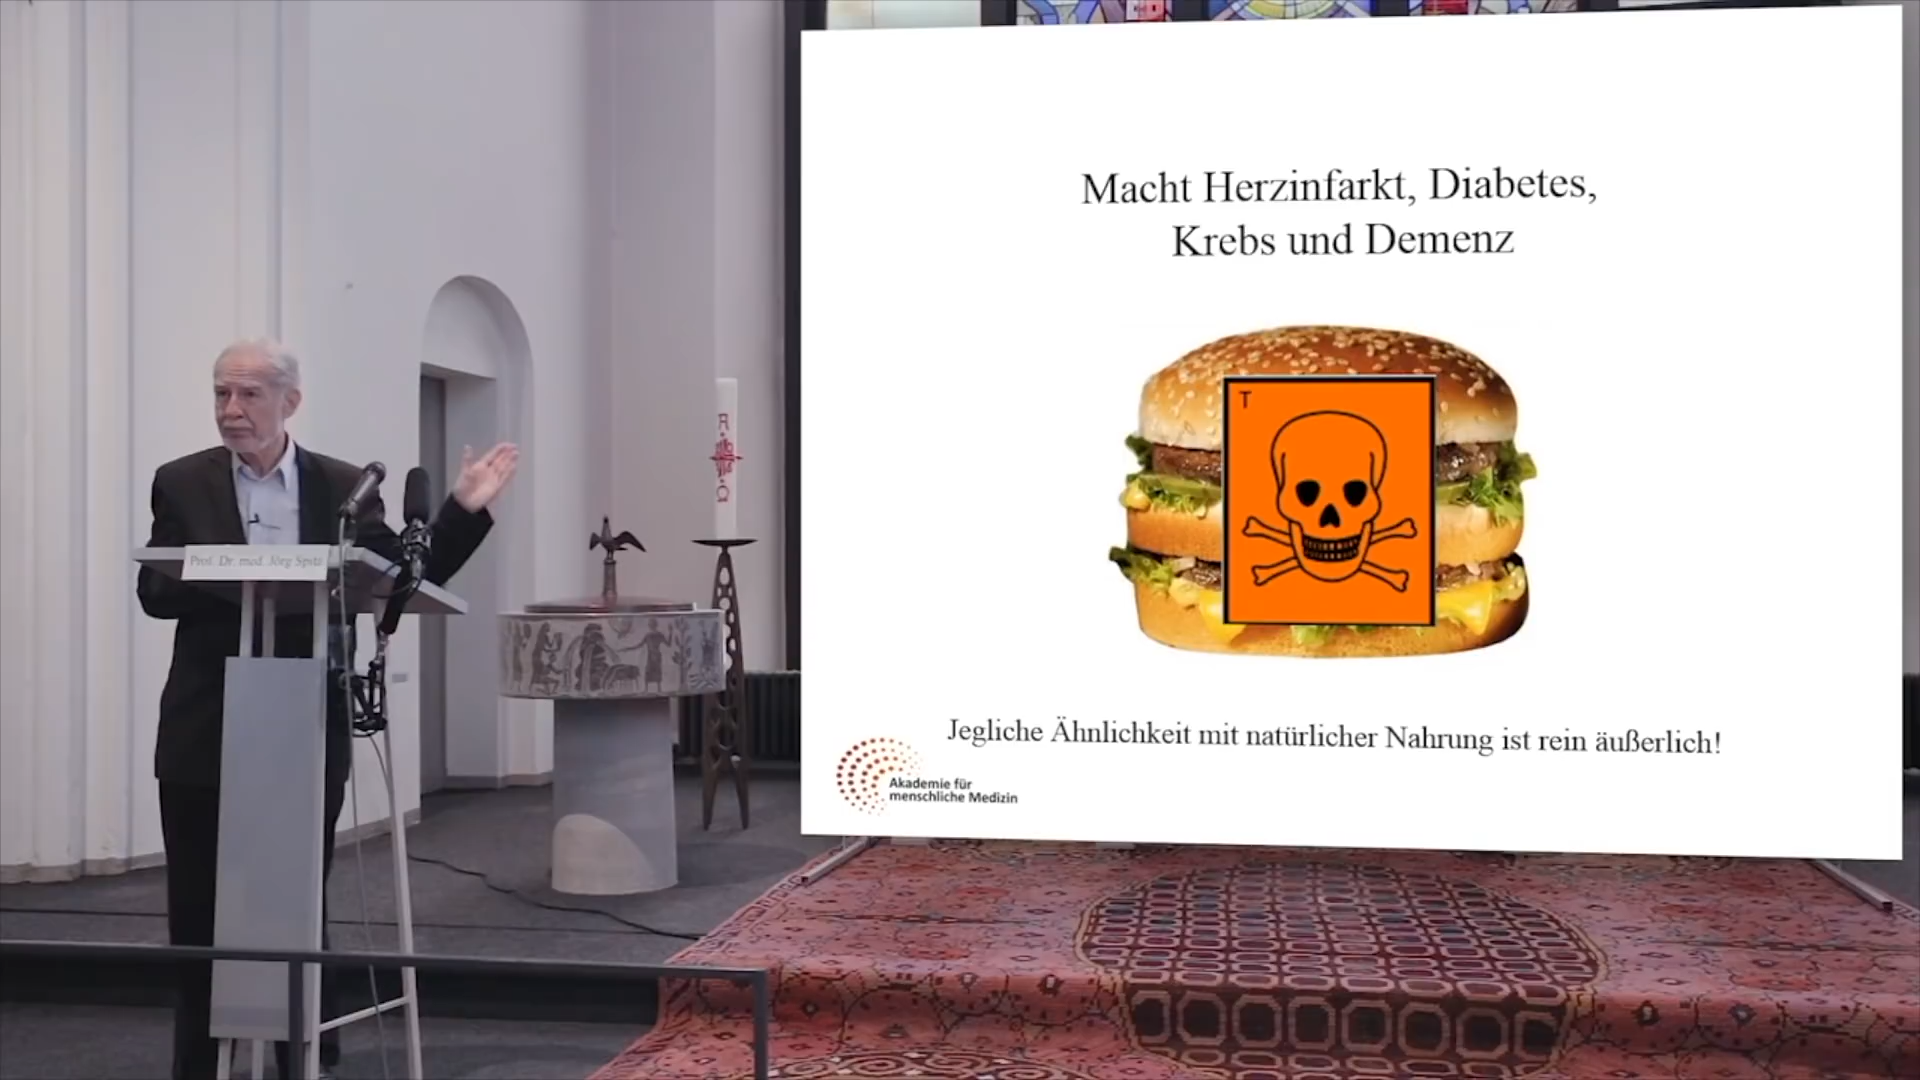 Macht Herzinfarkt, Diabetes,
Krebs und Demenz
T
Jegliche Ähnlichkeit mit natürlicher Nahrung ist rein äußerlich!
Akademie für
menschliche Medizin
Prof. Dr. med. Jörg Spitz
Α
Ω